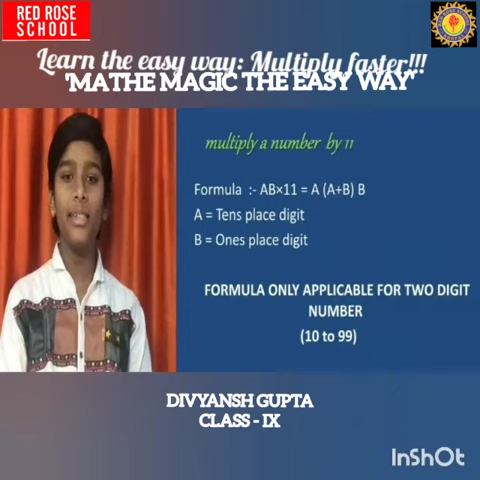 RED ROSE
SCHOOL
Learn the easy way: Multiply faster!!!
'MATHE MAGIC THE EASY WAY'
multiply a number by 11
Formula :- AB×11 = A (A+B) B
A = Tens place digit
B = Ones place digit
FORMULA ONLY APPLICABLE FOR TWO DIGIT
NUMBER
(10 to 99)
DIVYANSH GUPTA
CLASS - IX
InShOt